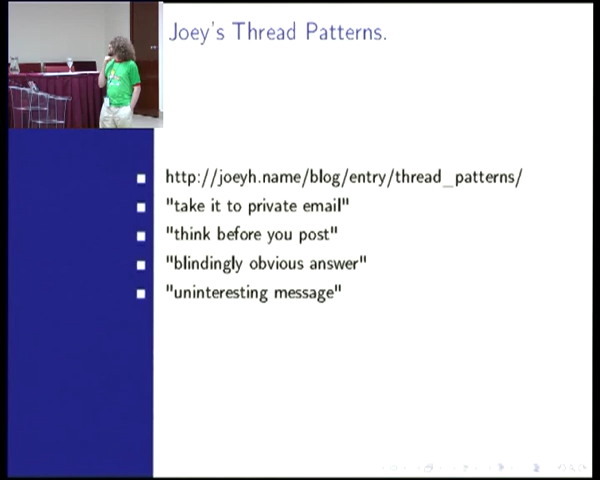 Joey's Thread Patterns.
http://joeyh.name/blog/entry/thread_patterns/
"take it to private email"
"think before you post"
"blindingly obvious answer"
"uninteresting message"